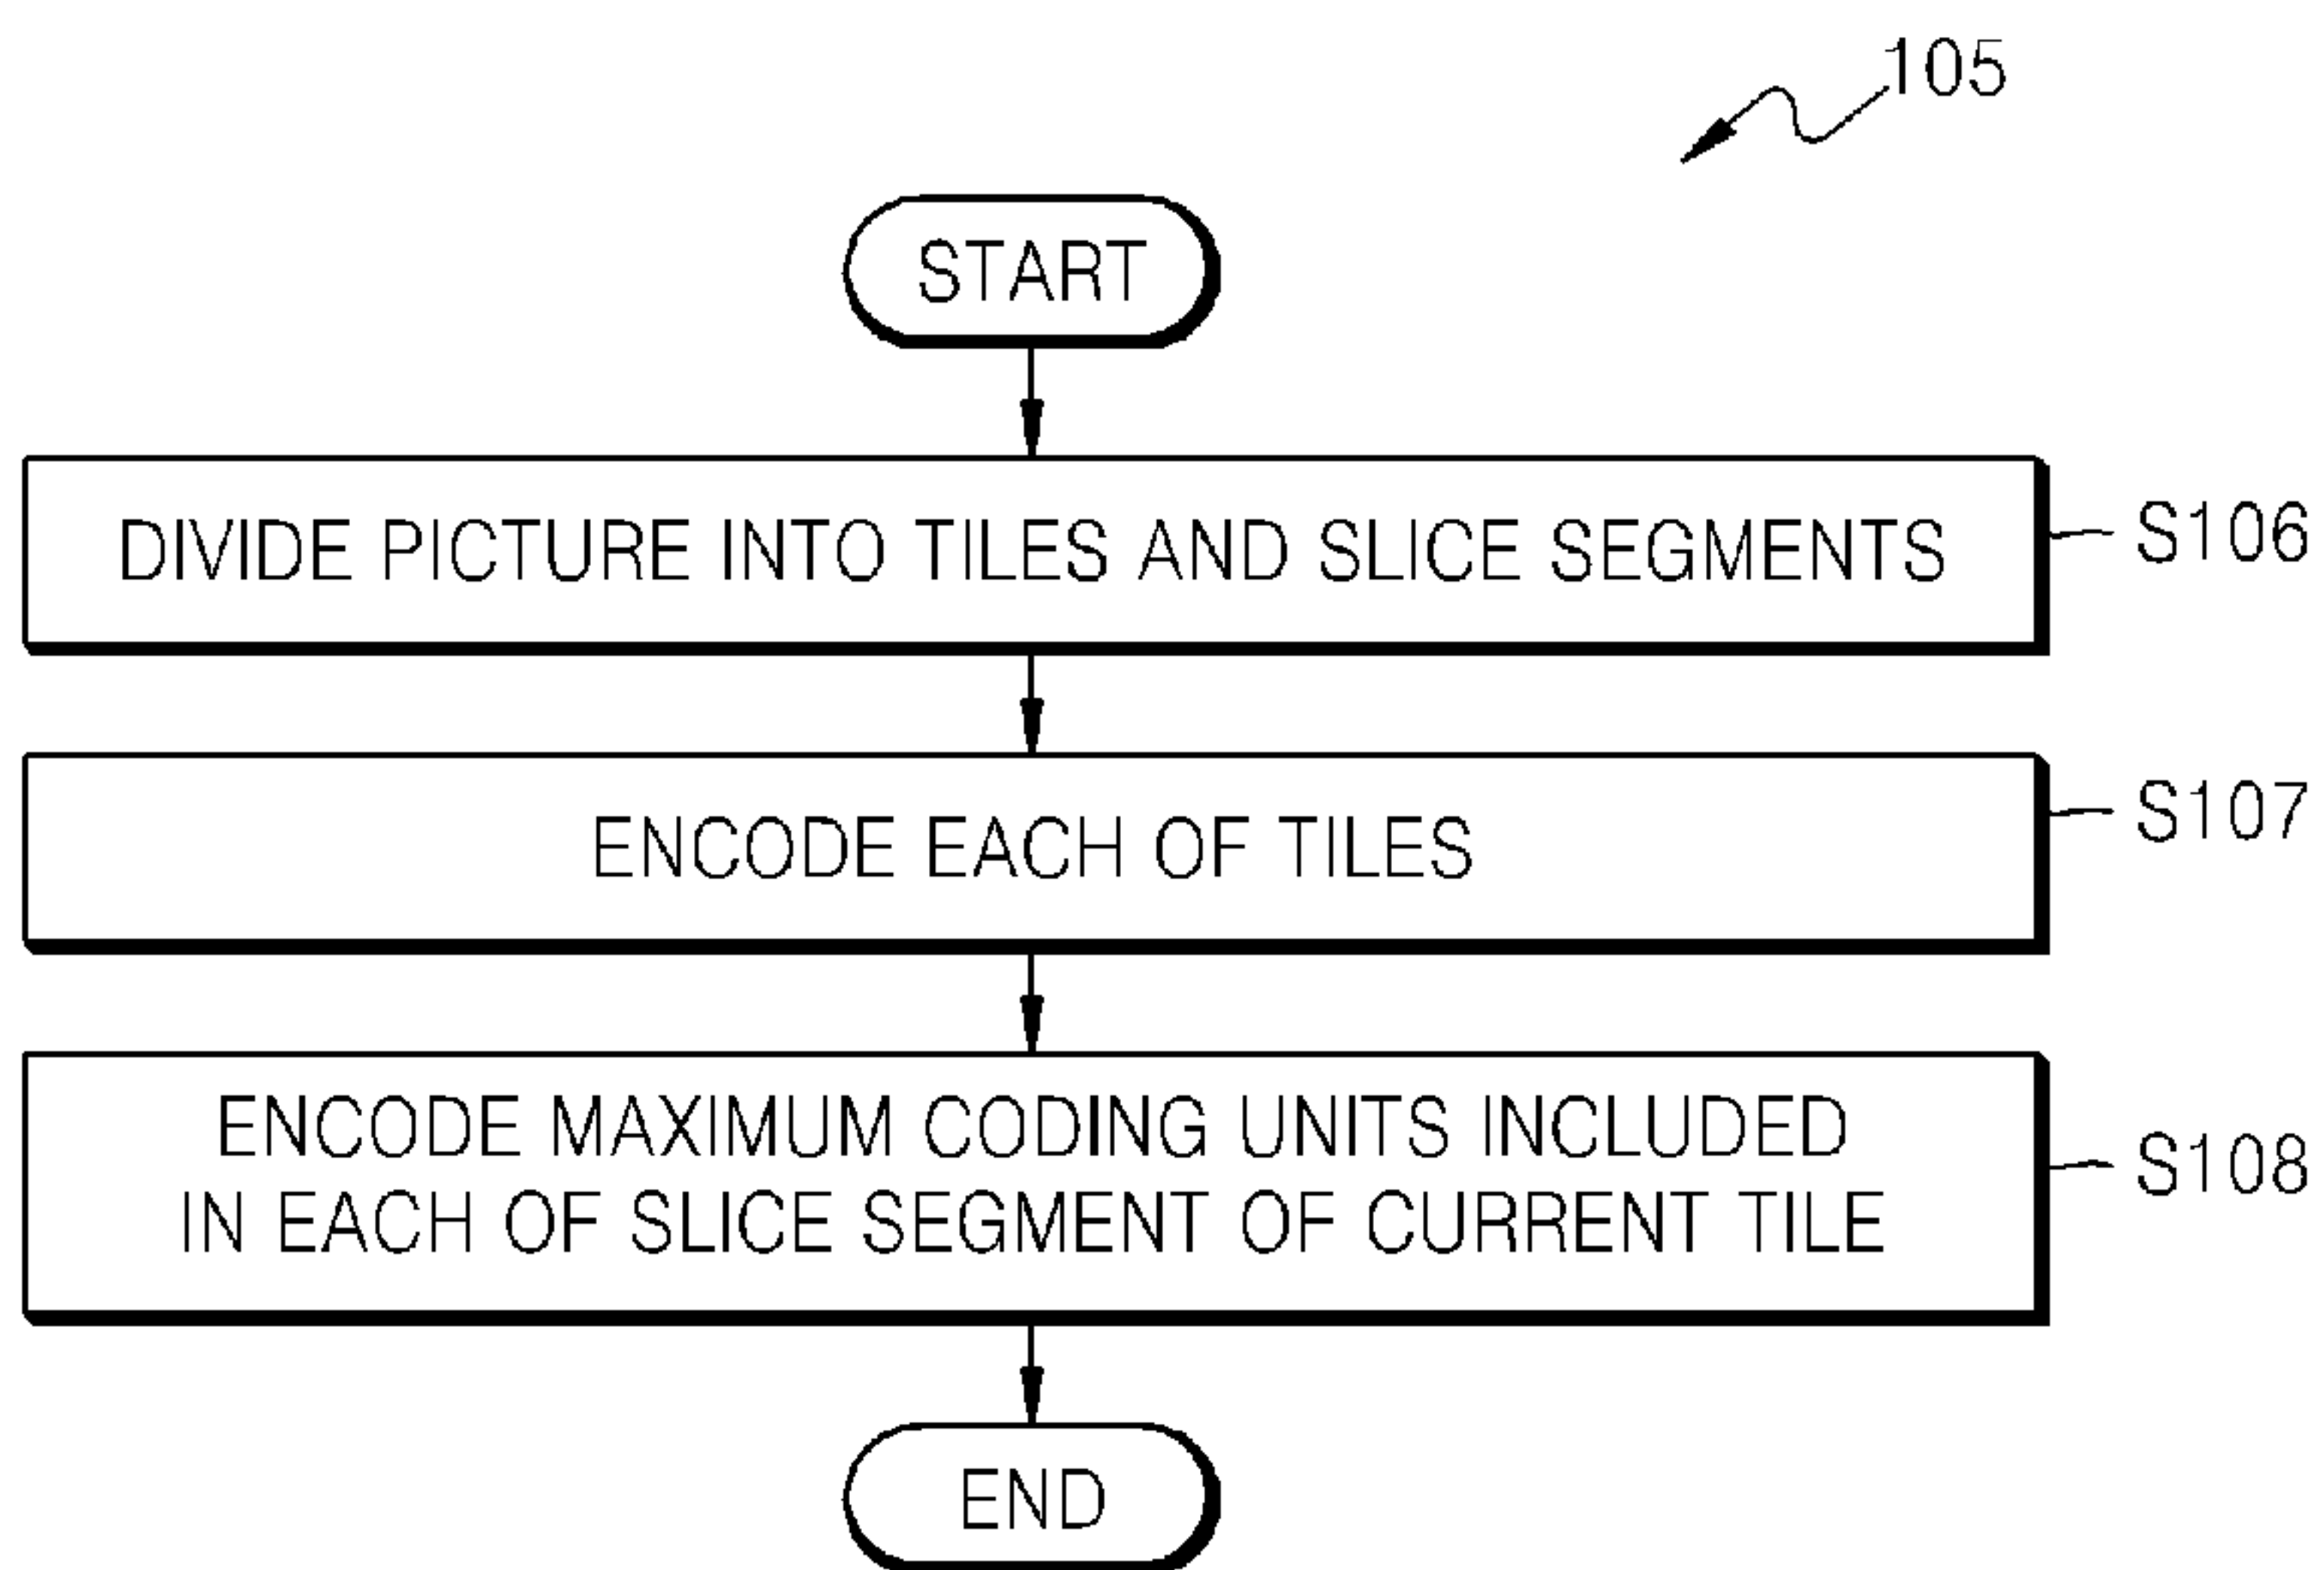 105
START
DIVIDE PICTURE INTO TILES AND SLICE SEGMENTS
S106
ENCODE EACH OF TILES
S107
ENCODE MAXIMUM CODING UNITS INCLUDED
IN EACH OF SLICE SEGMENT OF CURRENT TILE
S108
END